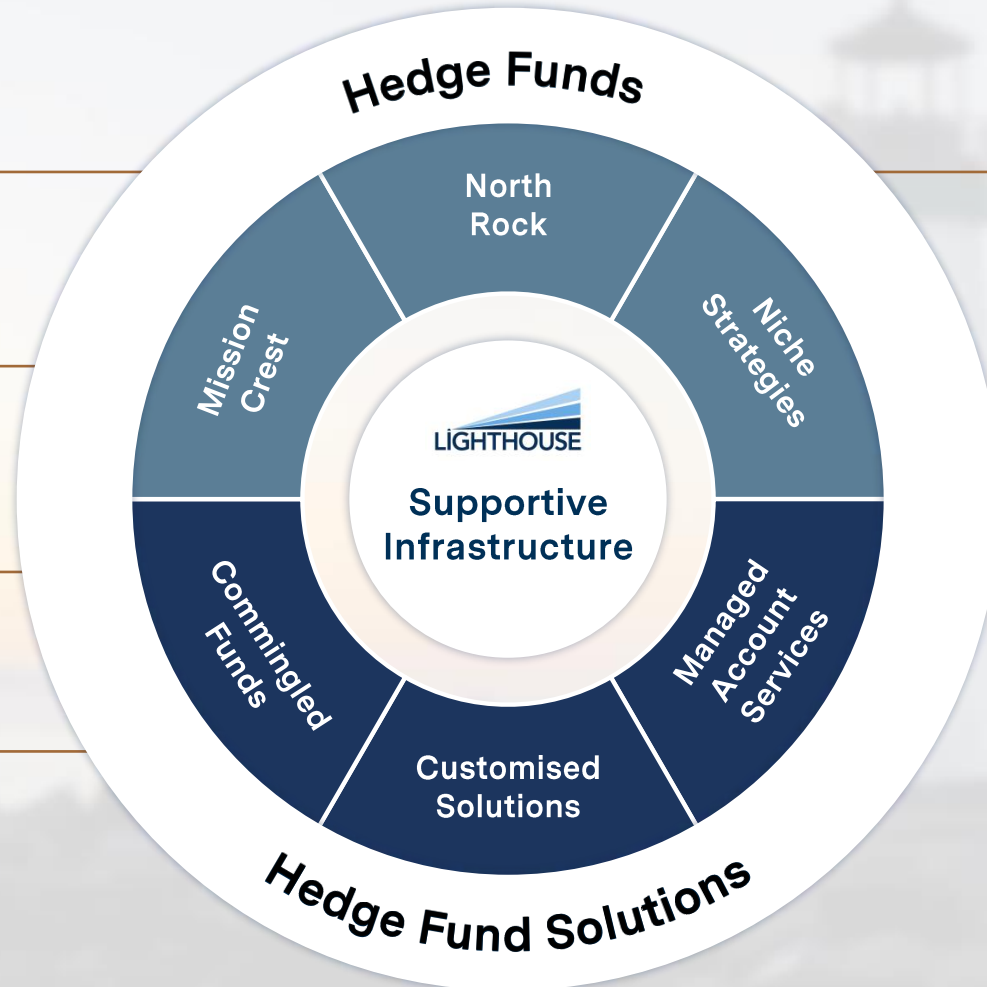 Hedge Funds
North
Rock
Mission
Crest
Niche
Strategies
LiGHTHOUSE
Supportive
Infrastructure
Commingled
Funds
Managed
Account
Services
Customised
Solutions
Hedge Fund Solutions